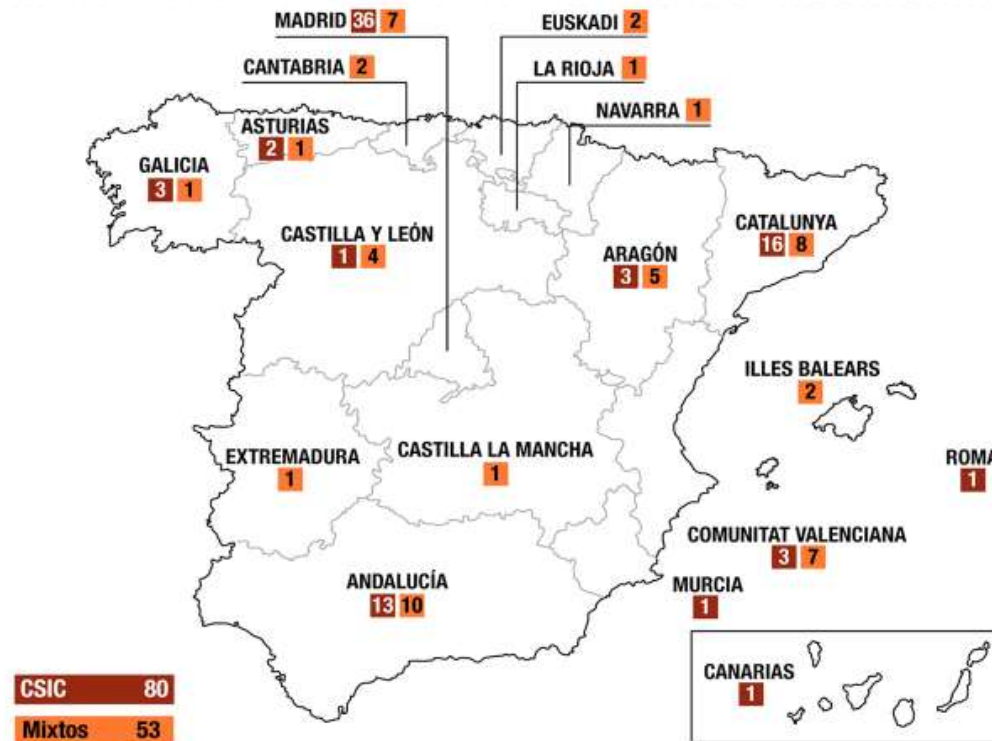 MADRID 36 7
EUSKADI 2
CANTABRIA 2
LA RIOJA 1
NAVARRA 1
ASTURIAS
2 1
GALICIA
3 1
CASTILLA Y LEÓN
1 4
ARAGÓN
3 5
CATALUNYA
16 8
ILLES BALEARS
2
EXTREMADURA
1
CASTILLA LA MANCHA
1
ROMA
1
COMUNITAT VALENCIANA
3 7
ANDALUCÍA
13 10
MURCIA
1
CANARIAS
1
CSIC 80
Mixtos 53